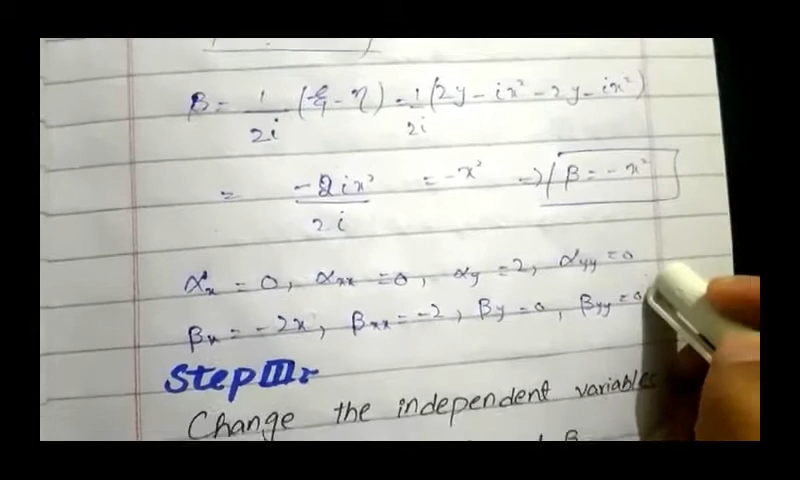 β = 1/2i (ξ - η) = 1/2i (2y - ix² - 2y - ix²)
= -2ix²/2i = -x² => β = -x²
αx = 0, αxx = 0, αy = 2, αyy = 0
βx = -2x, βxx = -2, βy = 0, βyy = 0
Step III:
Change the independent variables
β